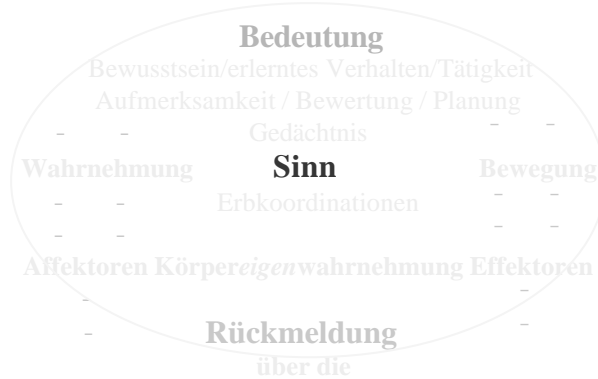 Bedeutung
Bewusstsein/erlerntes Verhalten/Tätigkeit
Aufmerksamkeit / Bewertung / Planung
Gedächtnis
Wahrnehmung Sinn Bewegung
Erbkoordinationen
Affektoren Körpereigenwahrnehmung Effektoren
Rückmeldung
über die